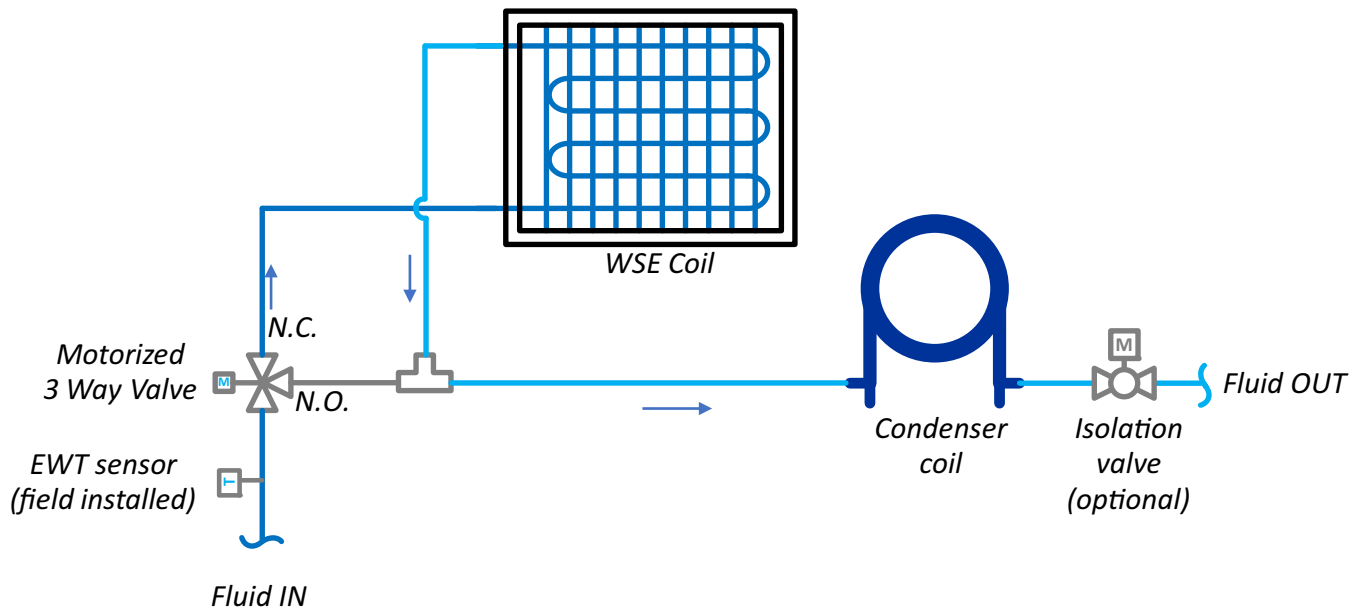 WSE Coil
N.C.
Motorized
3 Way Valve
M
N.O.
M
Fluid OUT
Condenser
coil
Isolation
valve
(optional)
EWT sensor
(field installed)
T
Fluid IN